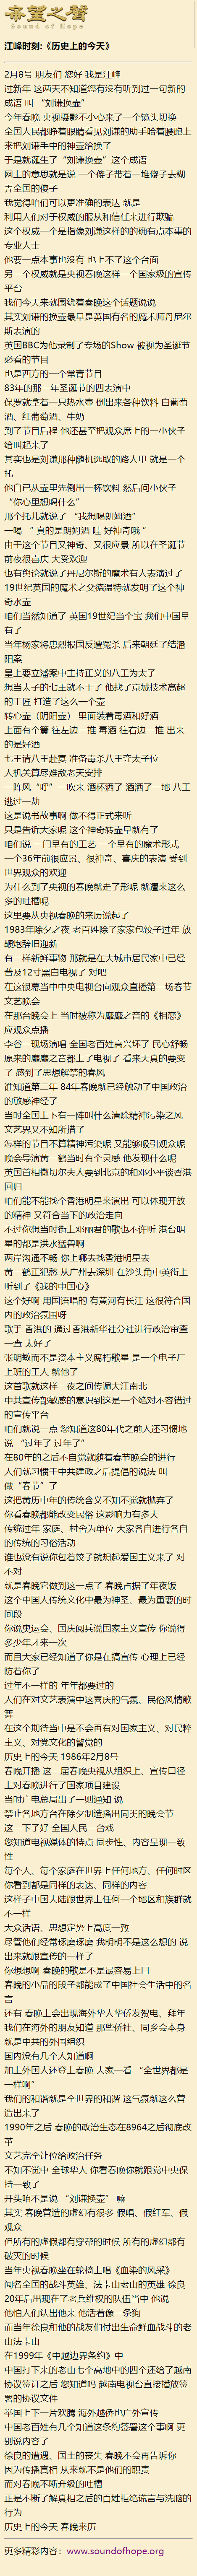 希望之聲
Sound of Hope
江峰时刻:《历史上的今天》
2月8号 朋友们 您好 我是江峰
过新年 这两天不知道您有没有听到过一句新的
成语 叫 “刘谦换壶”
今年春晚 央视摄影不小心来了一个镜头切换
全国人民都睁着眼睛看见刘谦的助手哈着腰跑上
来把刘谦手中的神壶给换了
于是就诞生了“刘谦换壶”这个成语
网上的意思就是说 一个傻子带着一堆傻子去糊
弄全国的傻子
我觉得咱们可以更准确的表达 就是
利用人们对于权威的服从和信任来进行欺骗
这个权威一个是指像刘谦这样的的确有点本事的
专业人士
他要一点本事也没有 也上不了这个台面
另一个权威就是央视春晚这样一个国家级的宣传
平台
我们今天来就围绕着春晚这个话题说说
其实刘谦的换壶最早是英国有名的魔术师丹尼尔
斯表演的
英国BBC为他录制了专场的Show 被视为圣诞节
必看的节目
也是西方的一个常青节目
83年的那一年圣诞节的四表演中
保罗就拿着一只热水壶 倒出来各种饮料 白葡萄
酒、红葡萄酒、牛奶
到了节目后程 他还甚至把观众席上的一小伙子
给叫起来了
其实也是刘谦那种随机选取的路人甲 就是一个
托
他自己从壶里先倒出一杯饮料 然后问小伙子
“你心里想喝什么”
那个托儿就说了 “我想喝朗姆酒”
一喝 “ 真的是朗姆酒 哇 好神奇哦 ”
由于这个节目又神奇、又很应景 所以在圣诞节
前夜很喜庆 大受欢迎
也有舆论就说了丹尼尔斯的魔术有人表演过了
19世纪英国的魔术之父德温特就发明了这个神
奇水壶
咱们当然知道了 英国19世纪当个宝 我们中国早
有了
当年杨家将忠烈报国反遭冤杀 后来朝廷了结潘
阳案
皇上要立潘案中主持正义的八王为太子
想当太子的七王就不干了 他找了京城技术高超
的工匠 打造了这么一个壶
转心壶（阴阳壶） 里面装着毒酒和好酒
上面有个簧 往左边一推 毒酒 往右边一推 出来
的是好酒
七王请八王赴宴 准备毒杀八王夺太子位
人机关算尽难敌老天安排
一阵风 “呼” 一吹来 酒杯洒了 酒洒了一地 八王
逃过一劫
这是说书故事啊 做不得正式来听
只是告诉大家呢 这个神奇转壶早就有了
咱们说 一门早有的工艺 一个早有的魔术形式
一个36年前很应景、很神奇、喜庆的表演 受到
世界观众的欢迎
为什么到了央视的春晚就走了形呢 就遭来这么
多的吐槽呢
这里要从央视春晚的来历说起了
1983年除夕之夜 老百姓除了家家包饺子过年 放
鞭炮辞旧迎新
有一样新鲜事物 那就是在大城市居民家中已经
普及12寸黑白电视了 对吧
在这很幕当中中央电视台向观众直播第一场春节
文艺晚会
在那台晚会上 当时被称为靡靡之音的《相恋》
应观众点播
李谷一现场演唱 全国老百姓高兴坏了 民心舒畅
原来的靡靡之音都上了电视了 看来天真的要变
了 感到了思想解禁的春风
谁知道第二年 84年春晚就已经触动了中国政治
的敏感神经了
当时全国上下有一阵叫什么清除精神污染之风
文艺界又不知所措了
怎样的节目不算精神污染呢 又能够吸引观众呢
晚会导演黄一鹤当时有个灵感 他发现什么呢
英国首相撒切尔夫人要到北京的和邓小平谈香港
回归
咱们能不能找个香港明星来演出 可以体现开放
的精神 又符合当下的政治走向
不过你想当时街上邓丽君的歌也不许听 港台明
星的都是洪水猛兽啊
两岸沟通不畅 你上哪去找香港明星去
黄一鹤正犯愁 从广州去深圳 在沙头角中英街上
听到了《我的中国心》
这个好啊 用国语唱的 有黄河有长江 这很符合国
内的政治氛围呀
歌手 香港的 通过香港新华社分社进行政治审查
一查 太好了
张明敏而不是资本主义腐朽歌星 是一个电子厂
上班的工人 就他了
这首歌就这样一夜之间传遍大江南北
中共宣传部敏感的意识到这是一个绝对不容错过
的宣传平台
咱们就说一点 您知道这80年代之前人还习惯地
说 “过年了 过年了”
在80年的之后不自觉就随着春节晚会的进行
人们就习惯于中共建政之后提倡的说法 叫
做“春节”了
这把黄历中年的传统含义不知不觉就抛弃了
你看春晚都能改变民俗 这影响力有多大
传统过年 家庭、村舍为单位 大家各自进行各自
的传统的习俗活动
谁也没有说你包着饺子就想起爱国主义来了 对
不对
就是春晚它做到这一点了 春晚占据了年夜饭
这个中国人传统文化中最为神圣、最为重要的时
间段
你说奥运会、国庆阅兵说国家主义宣传 你说得
多少年才来一次
而且大家已经知道了你是在搞宣传 心理上已经
防着你了
过年不一样的 年年都要过的
人们在对文艺表演中这喜庆的气氛、民俗风情歌
舞
在这个期待当中是不会再有对国家主义、对民粹
主义、对党文化的警觉的
历史上的今天 1986年2月8号
春晚开播 这一届春晚央视从组织上、宣传口径
上对春晚进行了国家项目建设
当时广电总局出了一则通知 说
禁止各地方台在除夕制造播出同类的晚会节
这一下子好 全国人民一台戏
您知道电视媒体的特点 同步性、内容呈现一致
性
每个人、每个家庭在世界上任何地方、任何时区
你看到都是同样的表达、同样的内容
这样子中国大陆跟世界上任何一个地区和族群就
不一样
大众话语、思想定势上高度一致
尽管他们经常琢磨琢磨 我明明不是这么想的 说
出来就跟宣传的一样了
你想想啊 春晚的歌是不是最容易上口
春晚的小品的段子都能成了中国社会生活中的名
言
还有 春晚上会出现海外华人华侨发贺电、拜年
我们在海外的朋友知道 那些侨社、同乡会本身
就是中共的外围组织
国内没有几个人知道啊
加上外国人还登上春晚 大家一看 “全世界都是
一样啊”
我们的和谐就是全世界的和谐 这气氛就这么营
造出来了
1990年之后 春晚的政治生态在8964之后彻底改
革
文艺完全让位给政治任务
不知不觉中 全球华人 你看春晚你就跟党中央保
持一致了
开头咱不是说 “刘谦换壶” 嘛
其实 春晚营造的虚幻有很多 假唱、假红军、假
观众
但所有的虚假都有穿帮的时候 所有的虚幻都有
破灭的时候
当年央视春晚坐在轮椅上唱《血染的风采》
闻名全国的战斗英雄、法卡山老山的英雄 徐良
20年后出现在了老兵维权的队伍当中 他说
他怕人们认出他来 他活着像一条狗
而当年徐良和他的战友们付出生命鲜血战斗的老
山法卡山
在1999年《中越边界条约》中
中国打下来的老山七个高地中的四个还给了越南
协议签订之后 您知道吗 越南电视台直接播放签
署的协议文件
举国上下一片欢腾 海外越侨也广外宣传
中国老百姓有几个知道这条约签署这个事啊 更
别说内容了
徐良的遭遇、国土的丧失 春晚不会再告诉你
因为传播真相 从来就不是他们的职责
而对春晚不断升级的吐槽
正是不断了解真相之后的百姓拒绝谎言与洗脑的
行为
历史上的今天 春晚来历
更多精彩内容：www.soundofhope.org